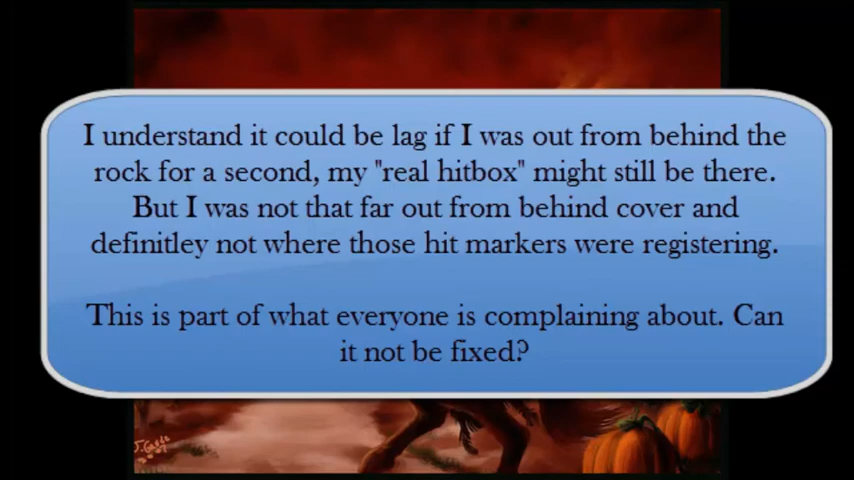 I understand it could be lag if I was out from behind the
rock for a second, my "real hitbox" might still be there.
But I was not that far out from behind cover and
definitley not where those hit markers were registering.
This is part of what everyone is complaining about. Can
it not be fixed?